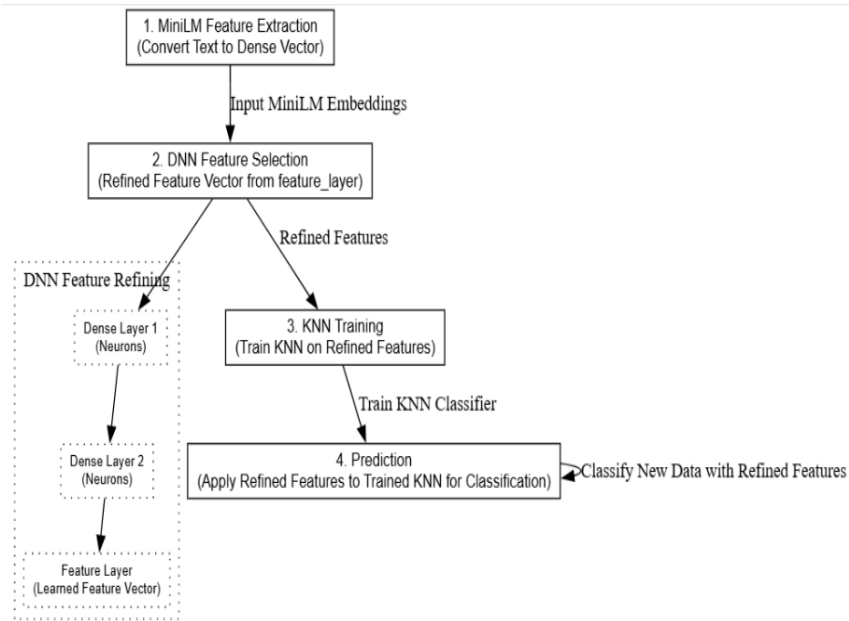 1. MiniLM Feature Extraction
(Convert Text to Dense Vector)
Input MiniLM Embeddings
2. DNN Feature Selection
(Refined Feature Vector from feature_layer)
Refined Features
DNN Feature Refining
Dense Layer 1
(Neurons)
3. KNN Training
(Train KNN on Refined Features)
Train KNN Classifier
Dense Layer 2
(Neurons)
4. Prediction
(Apply Refined Features to Trained KNN for Classification)
Classify New Data with Refined Features
Feature Layer
(Learned Feature Vector)